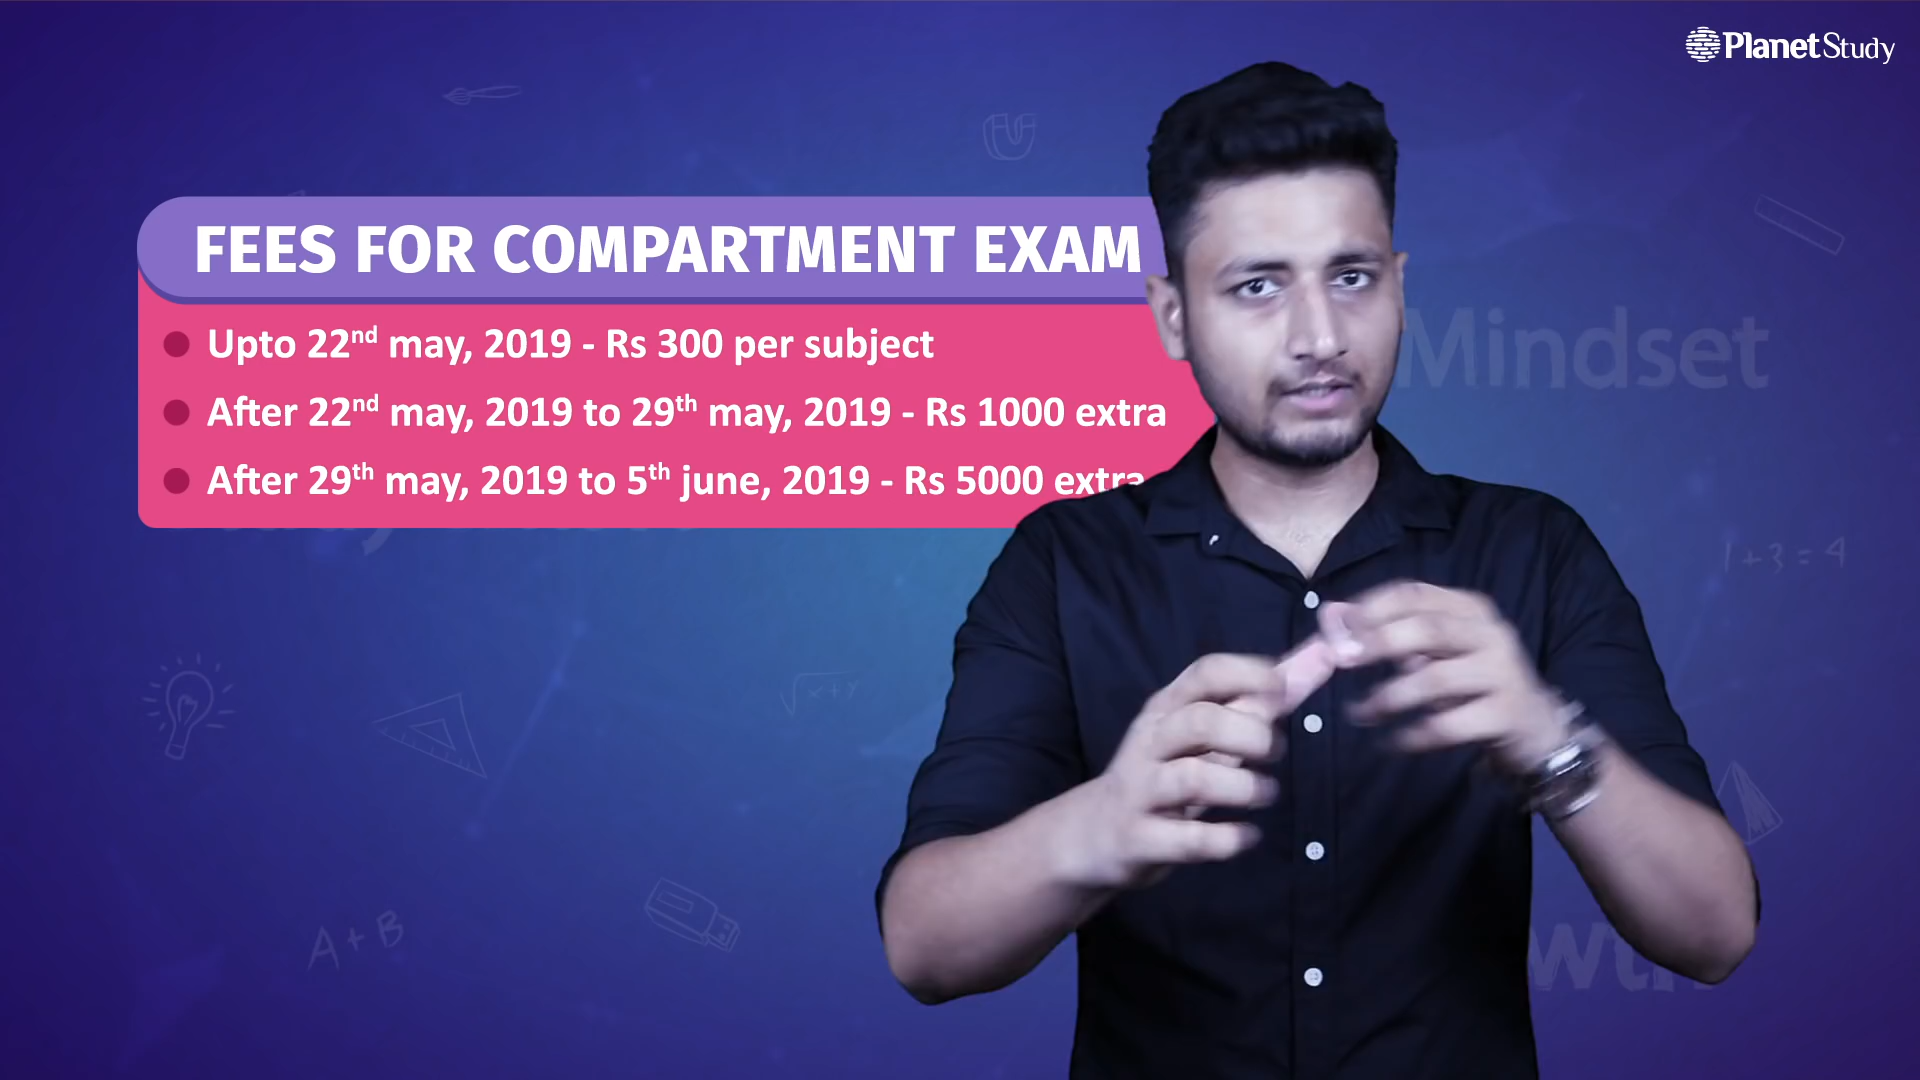 PlanetStudy
FEES FOR COMPARTMENT EXAM
Upto 22nd may, 2019 - Rs 300 per subject
After 22nd may, 2019 to 29th may, 2019 - Rs 1000 extra
After 29th may, 2019 to 5th june, 2019 - Rs 5000 extra
Mindset
1+3=4
√x+y
A+B